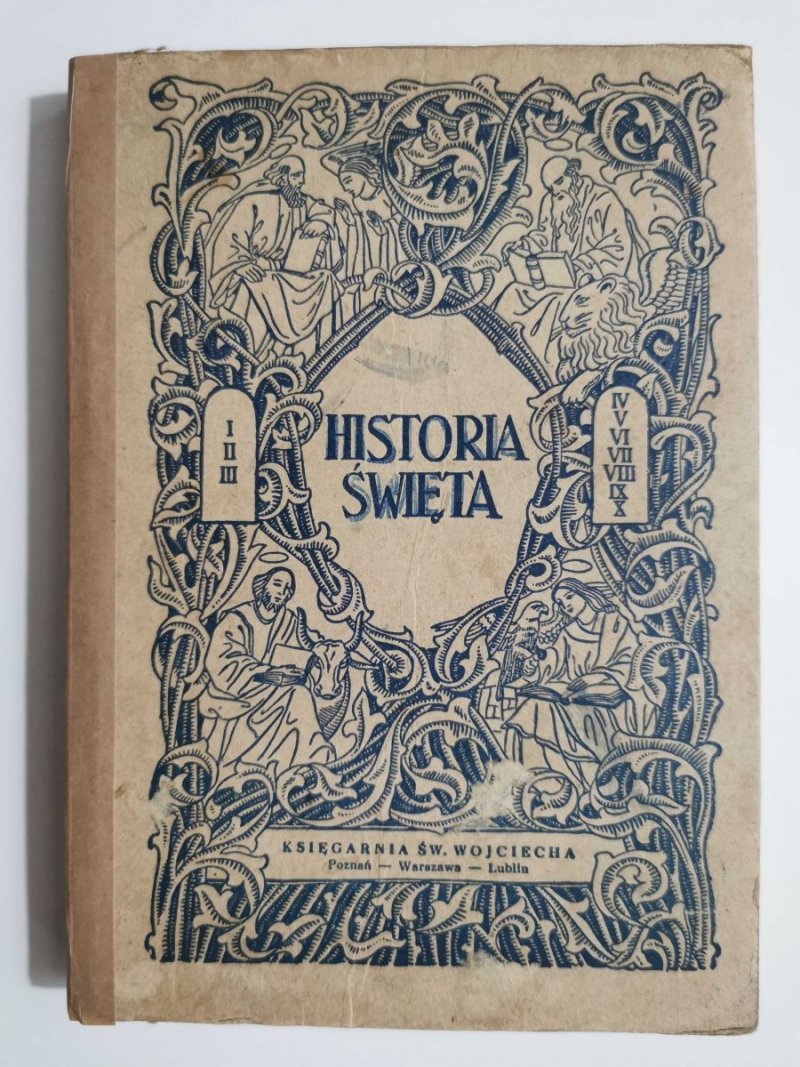 HISTORIA
ŚWIĘTA
I
II
III
IV
V
VI
VII
VIII
IX
X
KSIĘGARNIA ŚW. WOJCIECHA
Poznań — Warszawa — Lublin